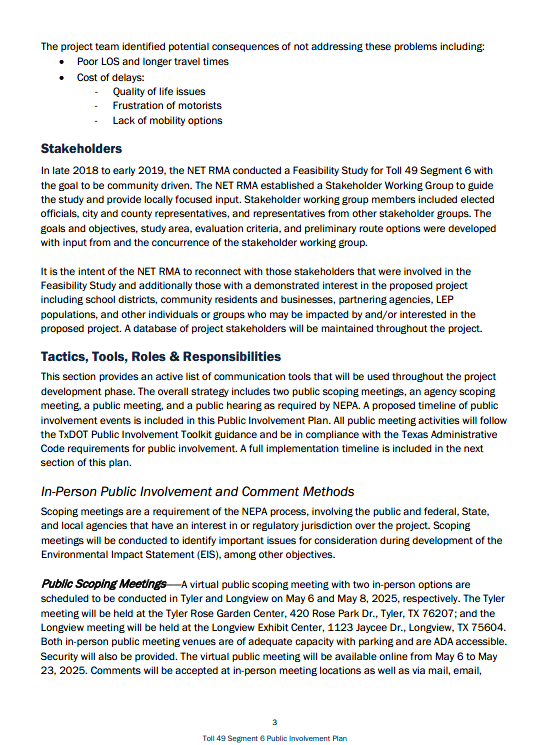 The project team identified potential consequences of not addressing these problems including:
• Poor LOS and longer travel times
• Cost of delays:
- Quality of life issues
- Frustration of motorists
- Lack of mobility options
Stakeholders
In late 2018 to early 2019, the NET RMA conducted a Feasibility Study for Toll 49 Segment 6 with
the goal to be community driven. The NET RMA established a Stakeholder Working Group to guide
the study and provide locally focused input. Stakeholder working group members included elected
officials, city and county representatives, and representatives from other stakeholder groups. The
goals and objectives, study area, evaluation criteria, and preliminary route options were developed
with input from and the concurrence of the stakeholder working group.
It is the intent of the NET RMA to reconnect with those stakeholders that were involved in the
Feasibility Study and additionally those with a demonstrated interest in the proposed project
including school districts, community residents and businesses, partnering agencies, LEP
populations, and other individuals or groups who may be impacted by and/or interested in the
proposed project. A database of project stakeholders will be maintained throughout the project.
Tactics, Tools, Roles & Responsibilities
This section provides an active list of communication tools that will be used throughout the project
development phase. The overall strategy includes two public scoping meetings, an agency scoping
meeting, a public meeting, and a public hearing as required by NEPA. A proposed timeline of public
involvement events is included in this Public Involvement Plan. All public meeting activities will follow
the TxDOT Public Involvement Toolkit guidance and be in compliance with the Texas Administrative
Code requirements for public involvement. A full implementation timeline is included in the next
section of this plan.
In-Person Public Involvement and Comment Methods
Scoping meetings are a requirement of the NEPA process, involving the public and federal, State,
and local agencies that have an interest in or regulatory jurisdiction over the project. Scoping
meetings will be conducted to identify important issues for consideration during development of the
Environmental Impact Statement (EIS), among other objectives.
Public Scoping Meetings—A virtual public scoping meeting with two in-person options are
scheduled to be conducted in Tyler and Longview on May 6 and May 8, 2025, respectively. The Tyler
meeting will be held at the Tyler Rose Garden Center, 420 Rose Park Dr., Tyler, TX 76207; and the
Longview meeting will be held at the Longview Exhibit Center, 1123 Jaycee Dr., Longview, TX 75604.
Both in-person public meeting venues are of adequate capacity with parking and are ADA accessible.
Security will also be provided. The virtual public meeting will be available online from May 6 to May
23, 2025. Comments will be accepted at in-person meeting locations as well as via mail, email,
3
Toll 49 Segment 6 Public Involvement Plan